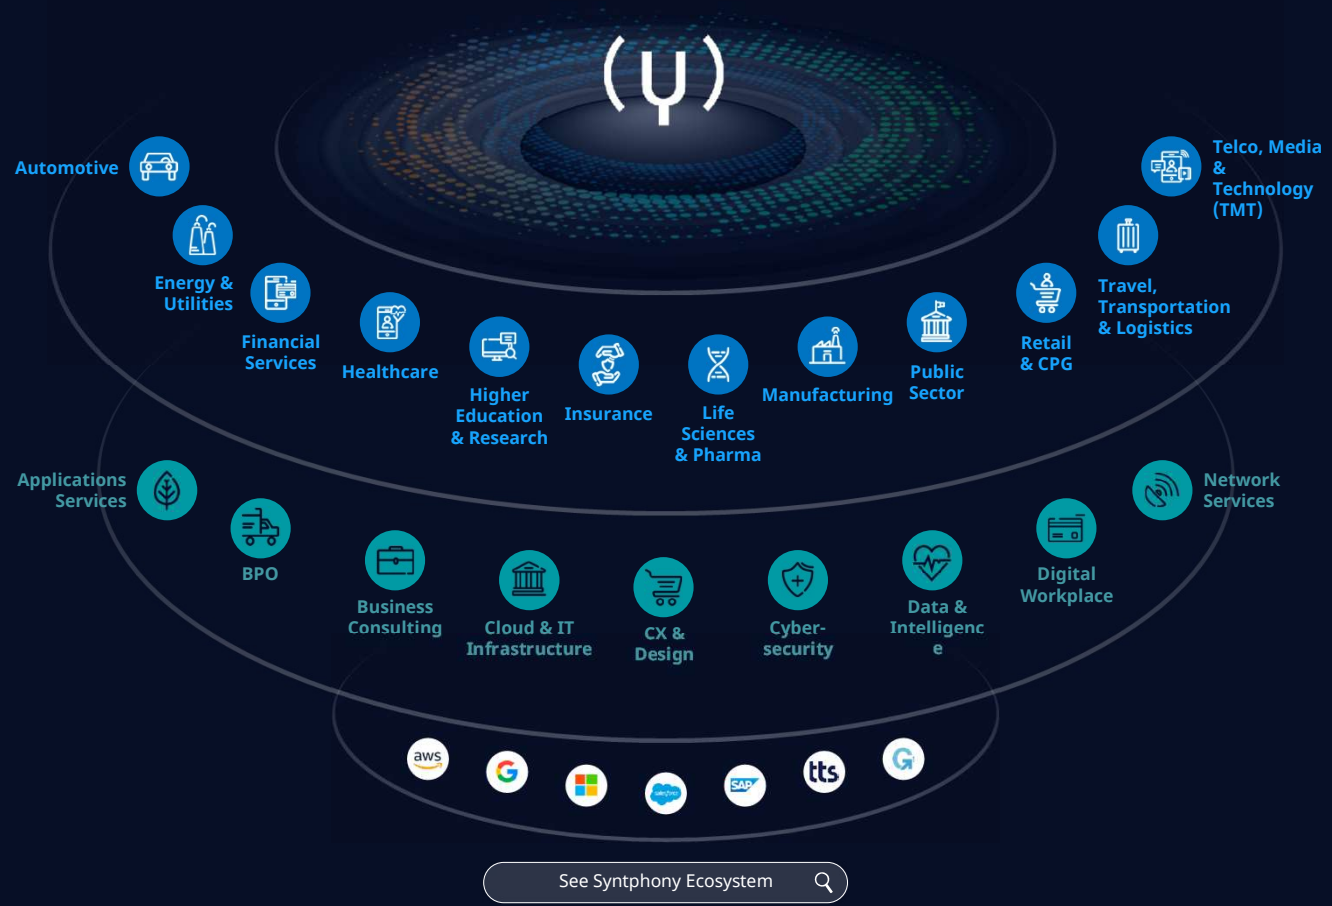 (y)
Automotive
Energy &
Utilities
Financial
Services
Healthcare
Higher
Education
& Research
Insurance
Life
Sciences
& Pharma
Manufacturing
Public
Sector
Retail
& CPG
Travel,
Transportation
& Logistics
Telco, Media
&
Technology
(TMT)
Applications
Services
BPO
Business
Consulting
Cloud & IT
Infrastructure
CX &
Design
Cyber-
security
Data &
Intelligenc
e
Digital
Workplace
Network
Services
aws
G
salesforce
SAP
tts
G
See Syntphony Ecosystem